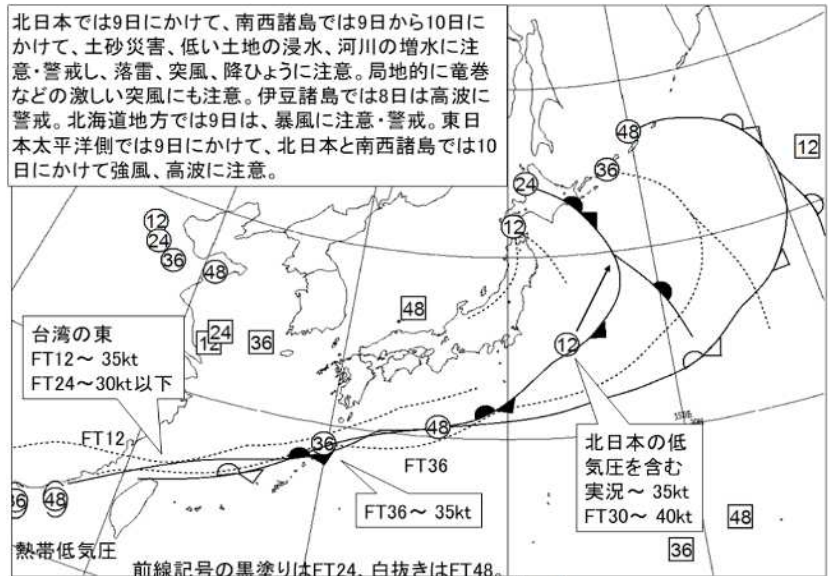 北日本では9日にかけて、南西諸島では9日から10日に
かけて、土砂災害、低い土地の浸水、河川の増水に注
意・警戒し、落雷、突風、降ひょうに注意。局地的に竜巻
などの激しい突風にも注意。伊豆諸島では8日は高波に
警戒。北海道地方では9日は、暴風に注意・警戒。東日
本太平洋側では9日にかけて、北日本と南西諸島では10
日にかけて強風、高波に注意。
48
36
12
24
12
12
24
36
48
48
台湾の東
FT12～ 35kt
FT24～30kt以下
12
24
36
12
FT12
36
48
FT36
FT36～ 35kt
北日本の低
気圧を含む
実況～ 35kt
FT30～ 40kt
36
48
48
36
熱帯低気圧
前線記号の黒塗りはFT24、白抜きはFT48。